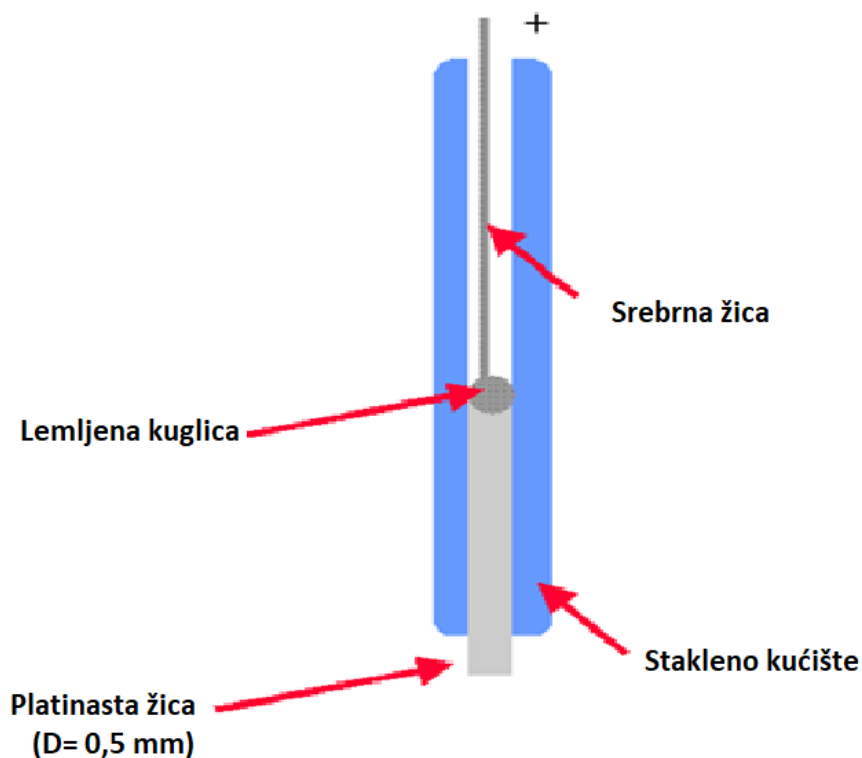 +
Srebrna žica
Lemljena kuglica
Stakleno kućište
Platinasta žica
(D= 0,5 mm)